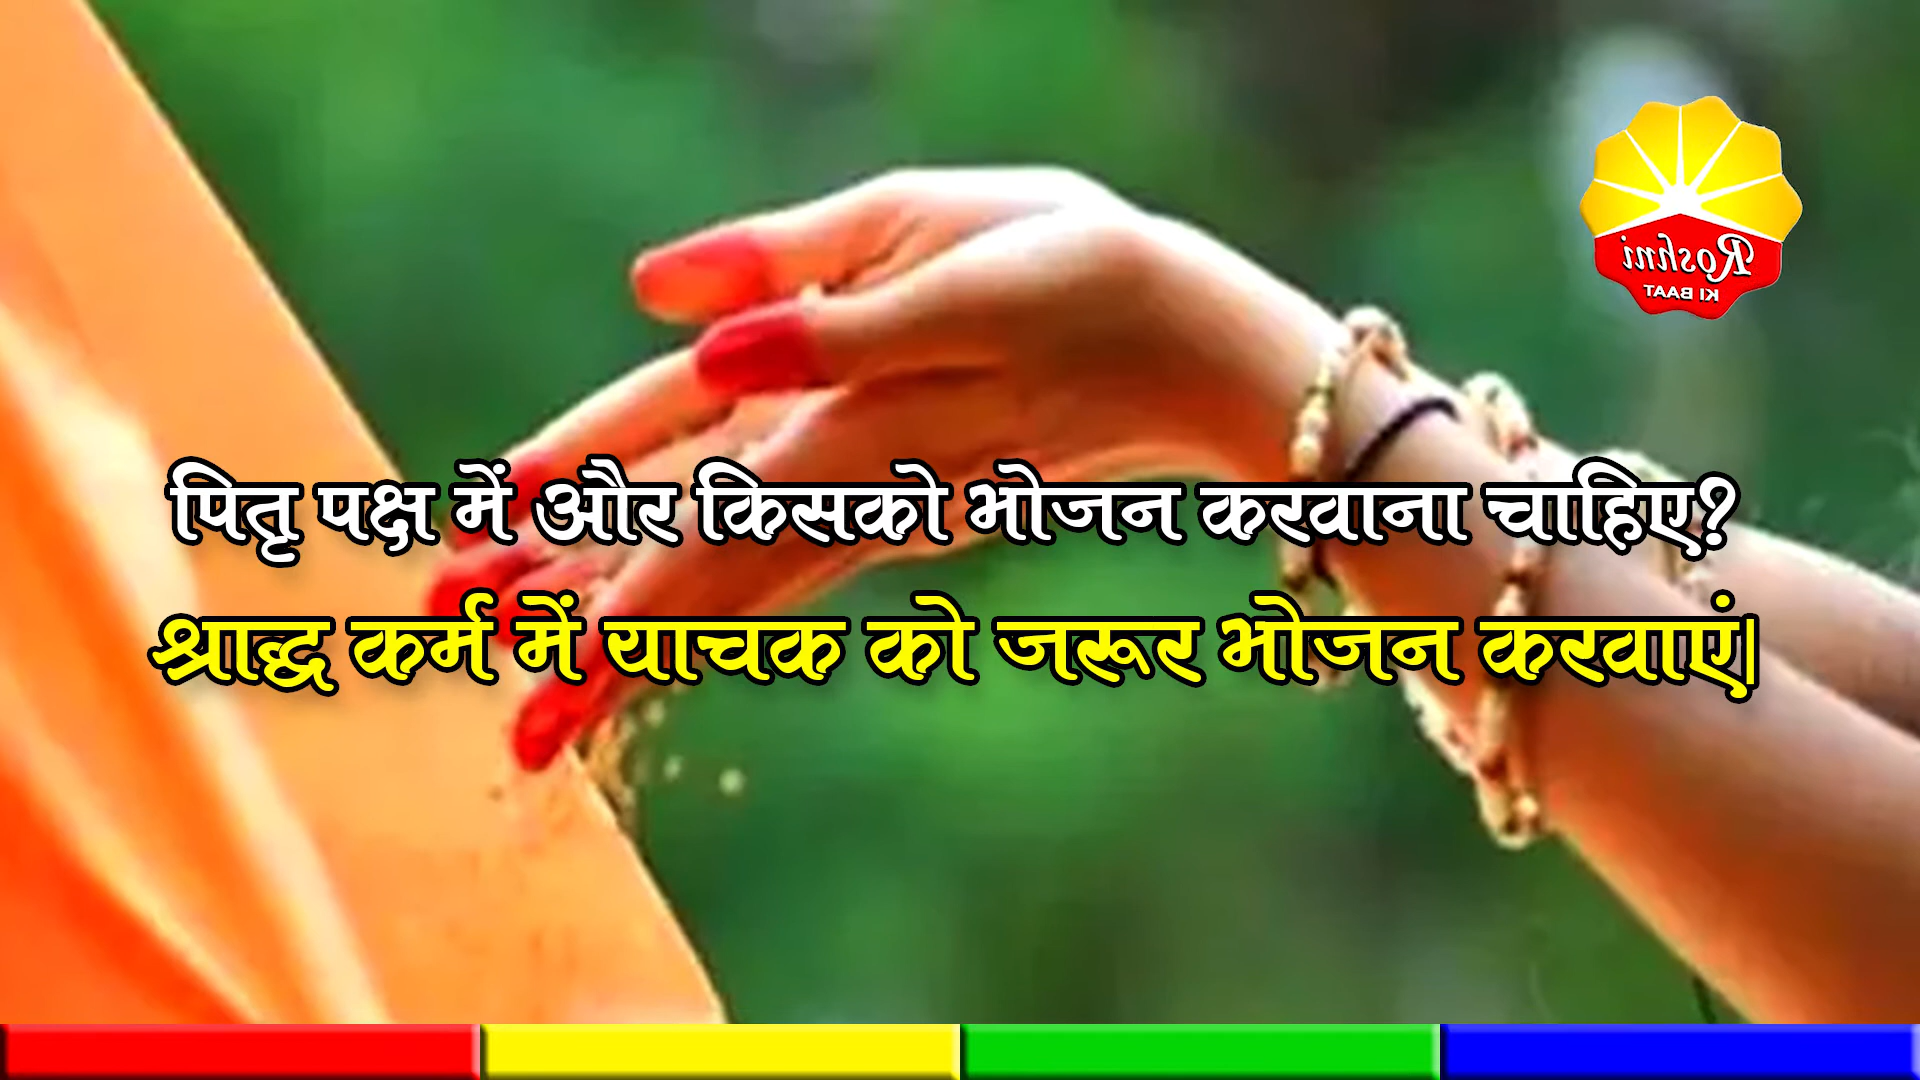 Roshni
KI BAAT
पितृ पक्ष में और किसको भोजन करवाना चाहिए?
श्राद्ध कर्म में याचक को जरूर भोजन करवाएं|